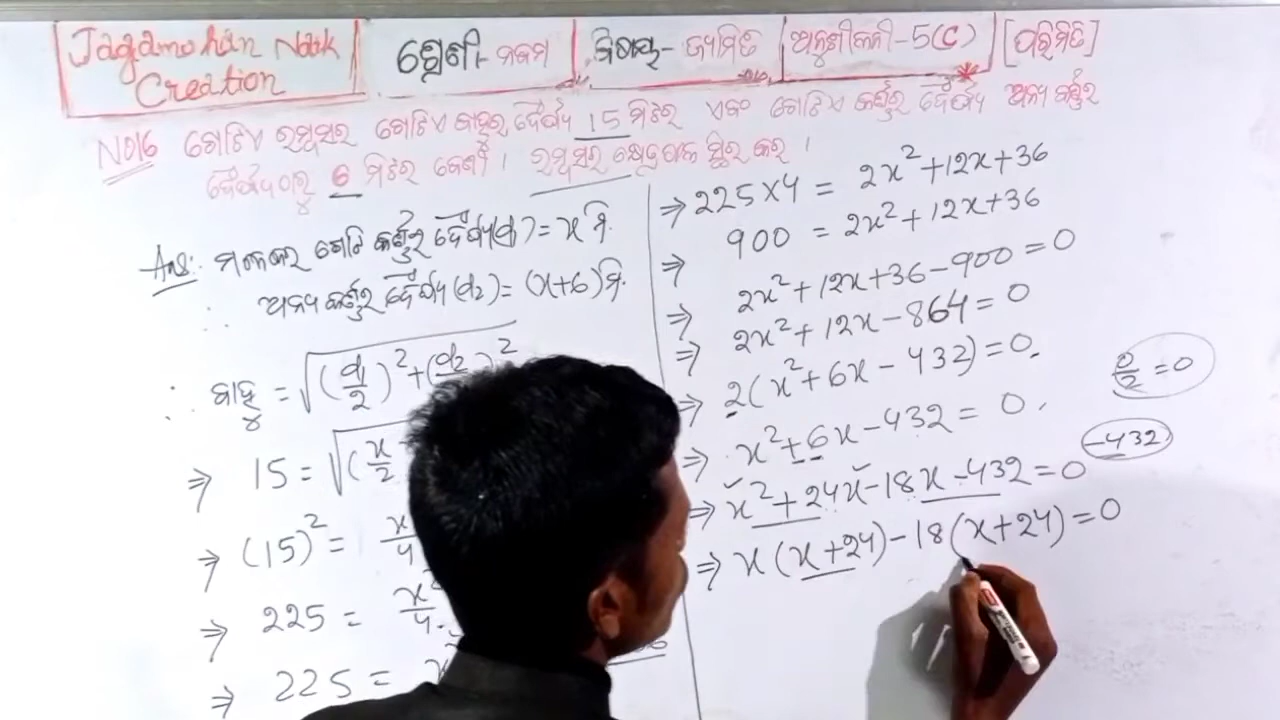 Jagamohan Naak Creation
ଶ୍ରେଣୀ- ନବମ
ବିଷୟ- ଜ୍ୟାମିତି
ଅନୁଶୀଳନୀ-5(C)
[ପରିମିତି]
NO16 ଗୋଟିଏ ରମ୍ବସର ଗୋଟିଏ ବାହୁର ଦୈର୍ଘ୍ୟ 15 ମିଟର ଏବଂ ଗୋଟିଏ କର୍ଣ୍ଣର ଦୈର୍ଘ୍ୟ ଅନ୍ୟ କର୍ଣ୍ଣର
ଦୈର୍ଘ୍ୟଠାରୁ 6 ମିଟର ବେଶୀ । ରମ୍ବସର କ୍ଷେତ୍ରଫଳ ସ୍ଥିର କର ।
Ans: ମନେକର ଗୋଟି କର୍ଣ୍ଣର ଦୈର୍ଘ୍ୟ(d1) = x ମି.
∴ ଅନ୍ୟ କର୍ଣ୍ଣର ଦୈର୍ଘ୍ୟ(d2) = (x+6) ମି.
∴ ବାହୁ = √(d1/2)² + (d2 )²
⇒ 15 = √(x/2
⇒ (15)² = x /4
⇒ 225 = x²/4
⇒ 225 = x
⇒ 225×4 = 2x²+12x+36
⇒ 900 = 2x²+12x+36
⇒ 2x²+12x+36-900 = 0
⇒ 2x²+12x-864 = 0
⇒ 2(x²+6x-432) = 0.
0/2 = 0
⇒ x²+6x-432 = 0.
-432
⇒ x²+24x-18x-432 = 0
⇒ x(x+24)-18(x+24) = 0